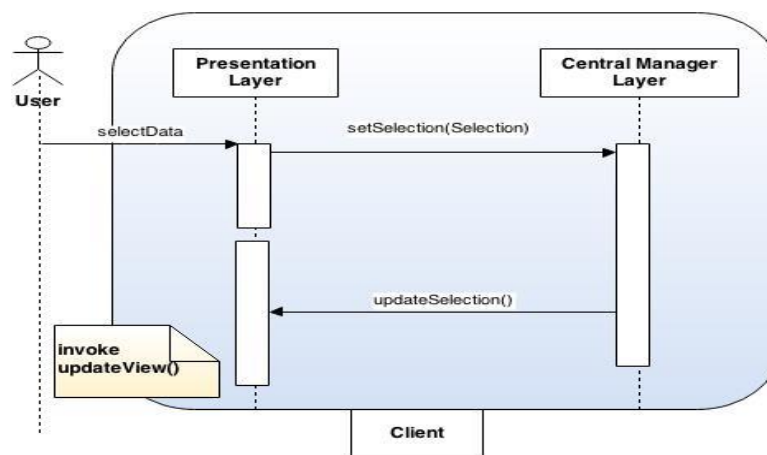 Presentation
Layer
Central Manager
Layer
User
selectData
setSelection(Selection)
updateSelection()
invoke
updateView()
Client